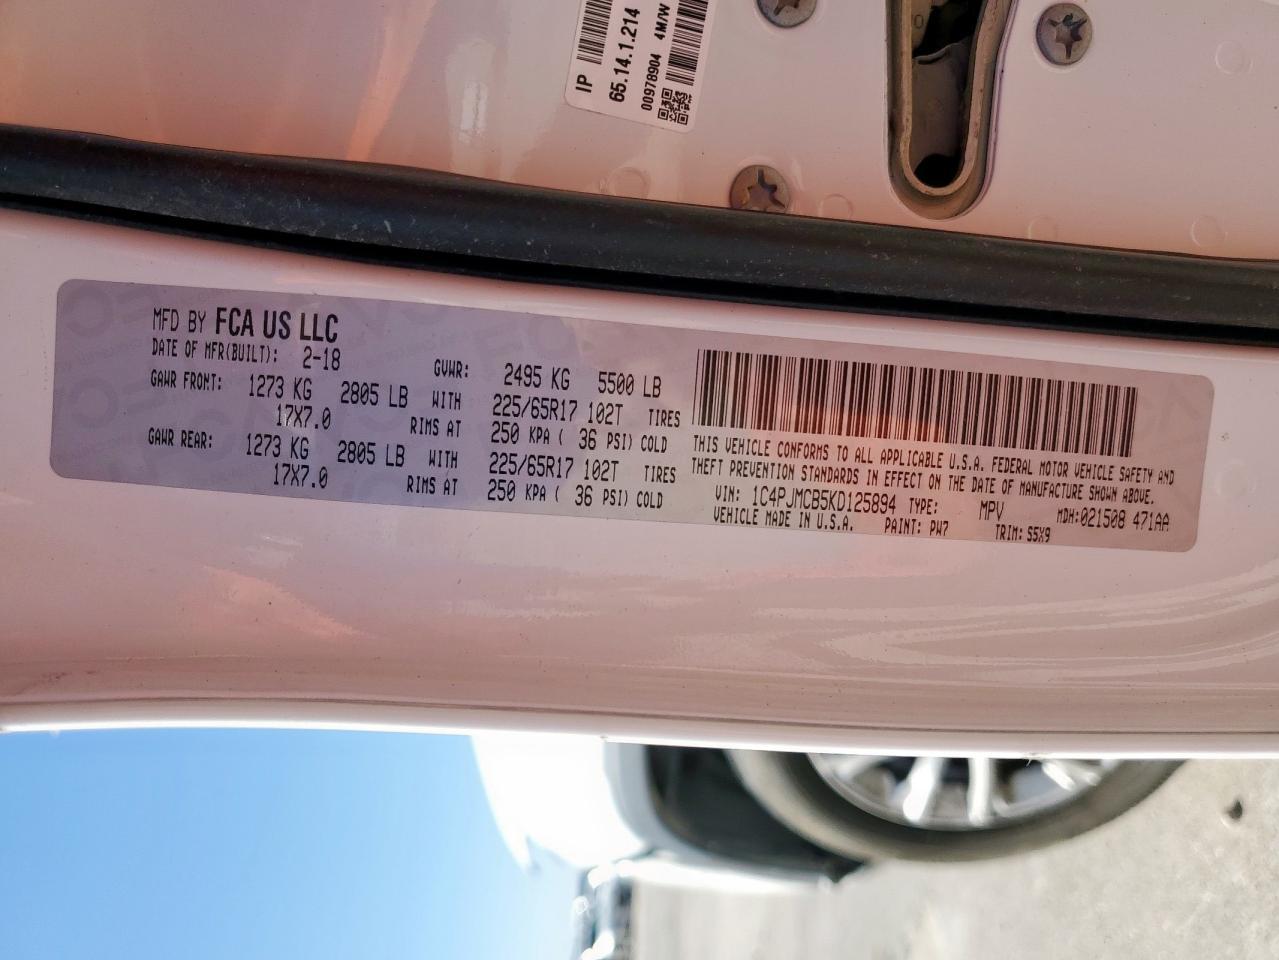 IP
65.14.1.214
00978904 4M/W
MFD BY FCA US LLC
DATE OF MFR(BUILT): 2-18 GVWR: 2495 KG 5500 LB
GAWR FRONT: 1273 KG 2805 LB WITH 225/65R17 102T TIRES
17X7.0 RIMS AT 250 KPA ( 36 PSI) COLD
GAWR REAR: 1273 KG 2805 LB WITH 225/65R17 102T TIRES
17X7.0 RIMS AT 250 KPA ( 36 PSI) COLD
THIS VEHICLE CONFORMS TO ALL APPLICABLE U.S.A. FEDERAL MOTOR VEHICLE SAFETY AND
THEFT PREVENTION STANDARDS IN EFFECT ON THE DATE OF MANUFACTURE SHOWN ABOVE.
VIN: 1C4PJMCB5KD125894 TYPE: MPV MDH:021508 471AA
VEHICLE MADE IN U.S.A. PAINT: PW7 TRIM: S5X9